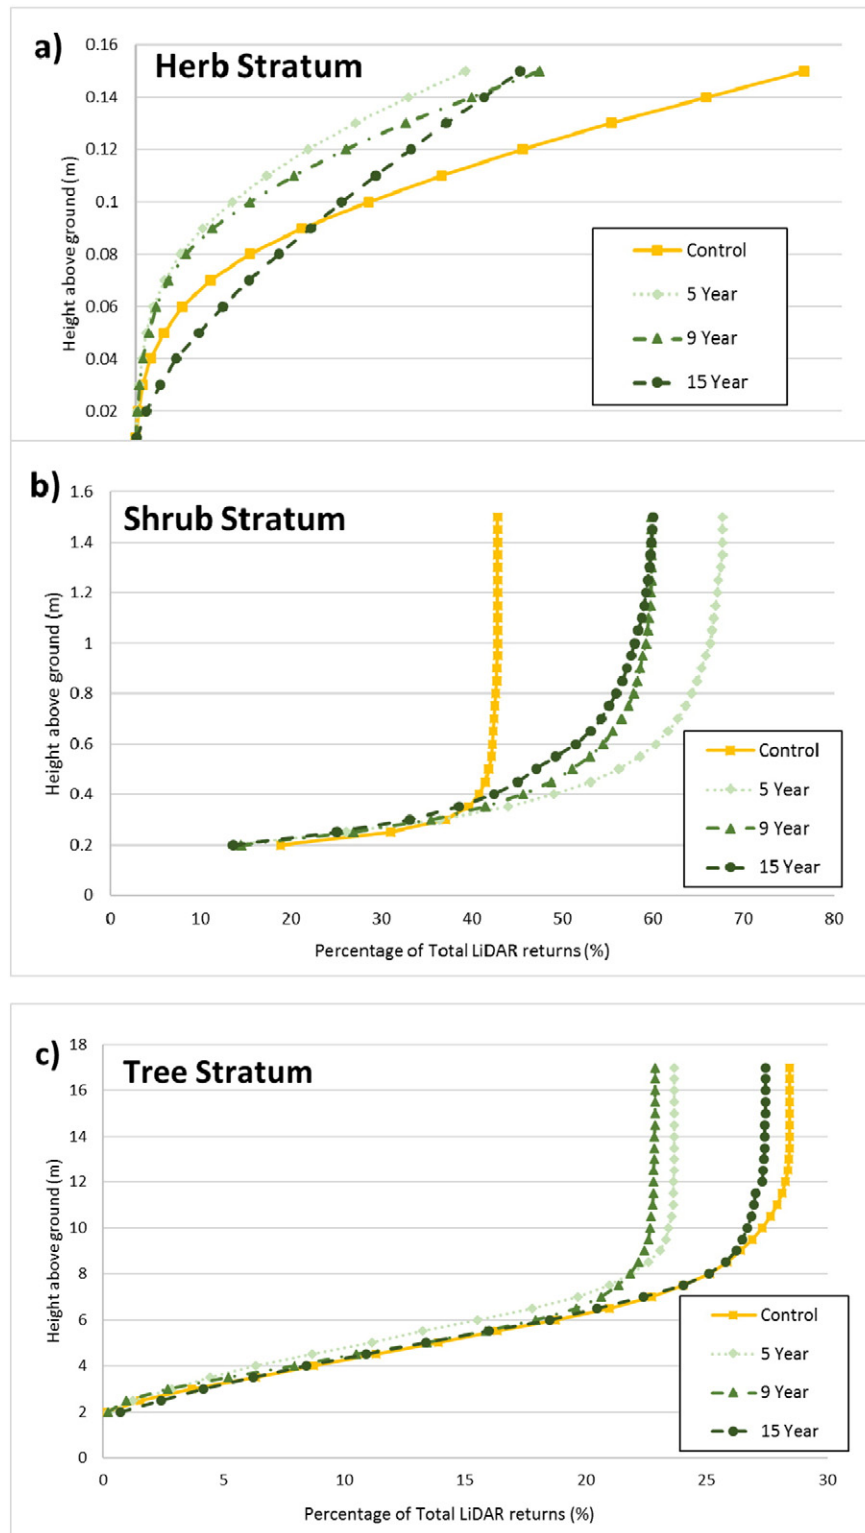 a)
Herb Stratum
0.16
0.14
0.12
0.1
0.08
0.06
0.04
0.02
Height above ground (m)
Control
5 Year
9 Year
15 Year
b)
Shrub Stratum
1.6
1.4
1.2
1
0.8
0.6
0.4
0.2
0
Height above ground (m)
Control
5 Year
9 Year
15 Year
0 10 20 30 40 50 60 70 80
Percentage of Total LiDAR returns (%)
c)
Tree Stratum
18
16
14
12
10
8
6
4
2
0
Height above ground (m)
Control
5 Year
9 Year
15 Year
0 5 10 15 20 25 30
Percentage of Total LiDAR returns (%)